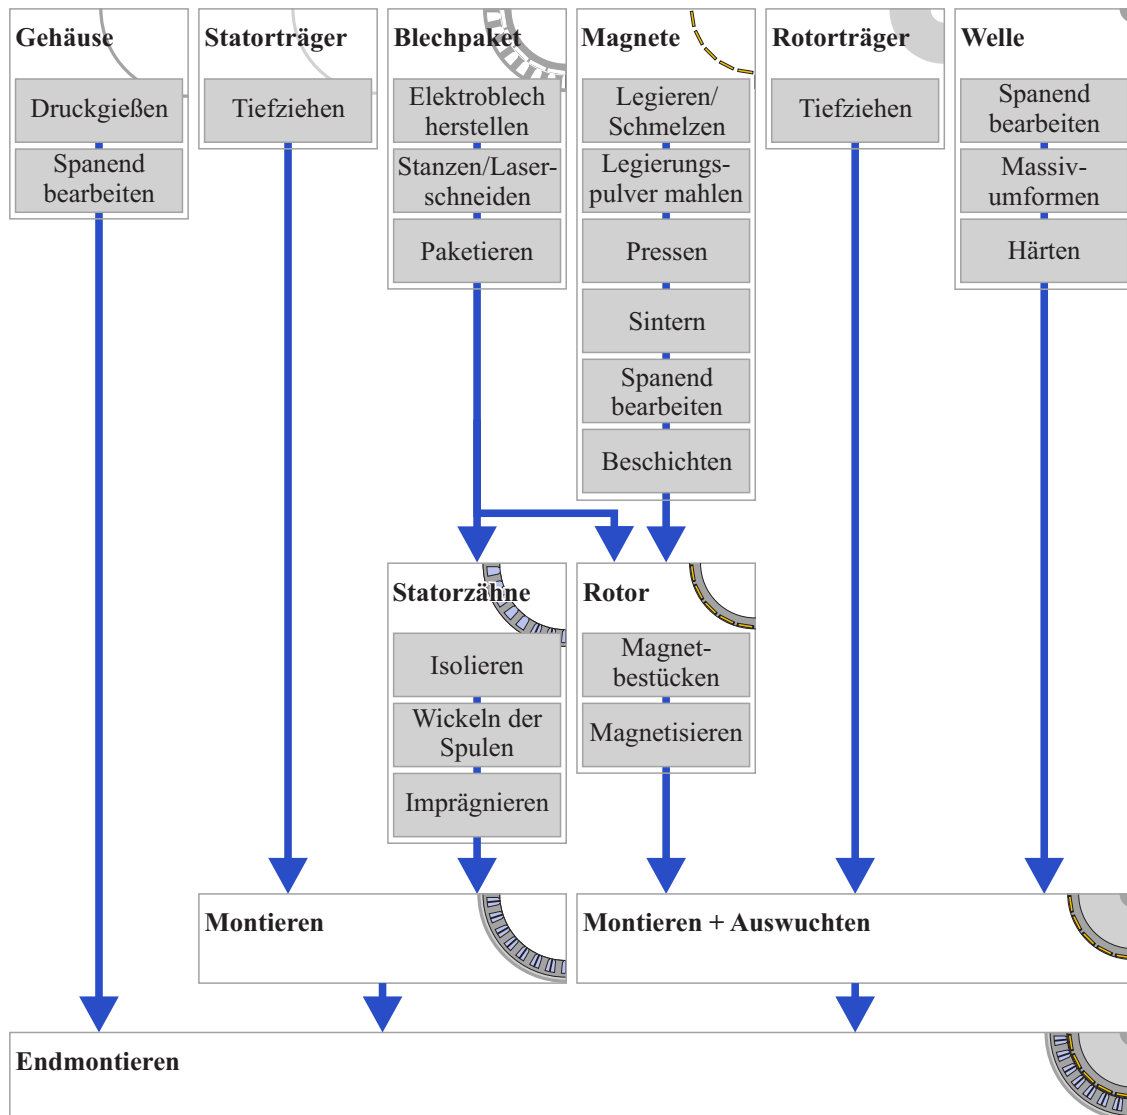 Gehäuse
Druckgießen
Spanend
bearbeiten
Statorträger
Tiefziehen
Blechpaket
Elektroblech
herstellen
Stanzen/Laser-
schneiden
Paketieren
Magnete
Legieren/
Schmelzen
Legierungs-
pulver mahlen
Pressen
Sintern
Spanend
bearbeiten
Beschichten
Rotorträger
Tiefziehen
Welle
Spanend
bearbeiten
Massiv-
umformen
Härten
Statorzähne
Isolieren
Wickeln der
Spulen
Imprägnieren
Rotor
Magnet-
bestücken
Magnetisieren
Montieren
Montieren + Auswuchten
Endmontieren